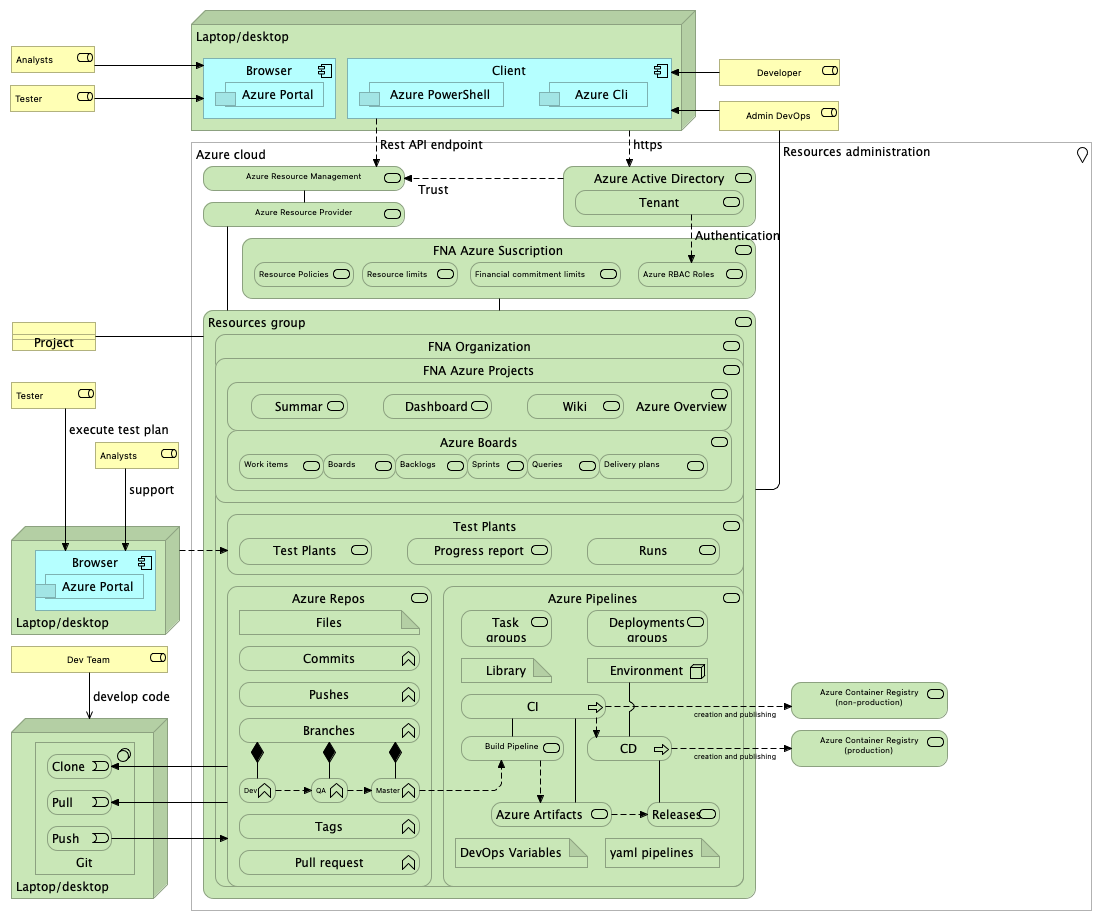 Laptop/desktop
Analysts
Browser
Client
Developer
Azure Portal
Azure PowerShell
Azure Cli
Tester
Admin DevOps
Rest API endpoint
https
Resources administration
Azure cloud
Azure Resource Management
Azure Active Directory
Trust
Tenant
Azure Resource Provider
Authentication
FNA Azure Suscription
Resource Policies
Resource limits
Financial commitment limits
Azure RBAC Roles
Resources group
Project
FNA Organization
FNA Azure Projects
Tester
Summar
Dashboard
Wiki
Azure Overview
execute test plan
Azure Boards
Analysts
Work items
Boards
Backlogs
Sprints
Queries
Delivery plans
support
Test Plants
Test Plants
Progress report
Runs
Browser
Azure Portal
Laptop/desktop
Azure Repos
Azure Pipelines
Files
Task
groups
Deployments
groups
Dev Team
Commits
Library
Environment
develop code
Pushes
Azure Container Registry
(non-production)
CI
creation and publishing
Branches
Build Pipeline
CD
Azure Container Registry
(production)
creation and publishing
Clone
Dev
QA
Master
Pull
Azure Artifacts
Releases
Push
Tags
Git
Pull request
DevOps Variables
yaml pipelines
Laptop/desktop